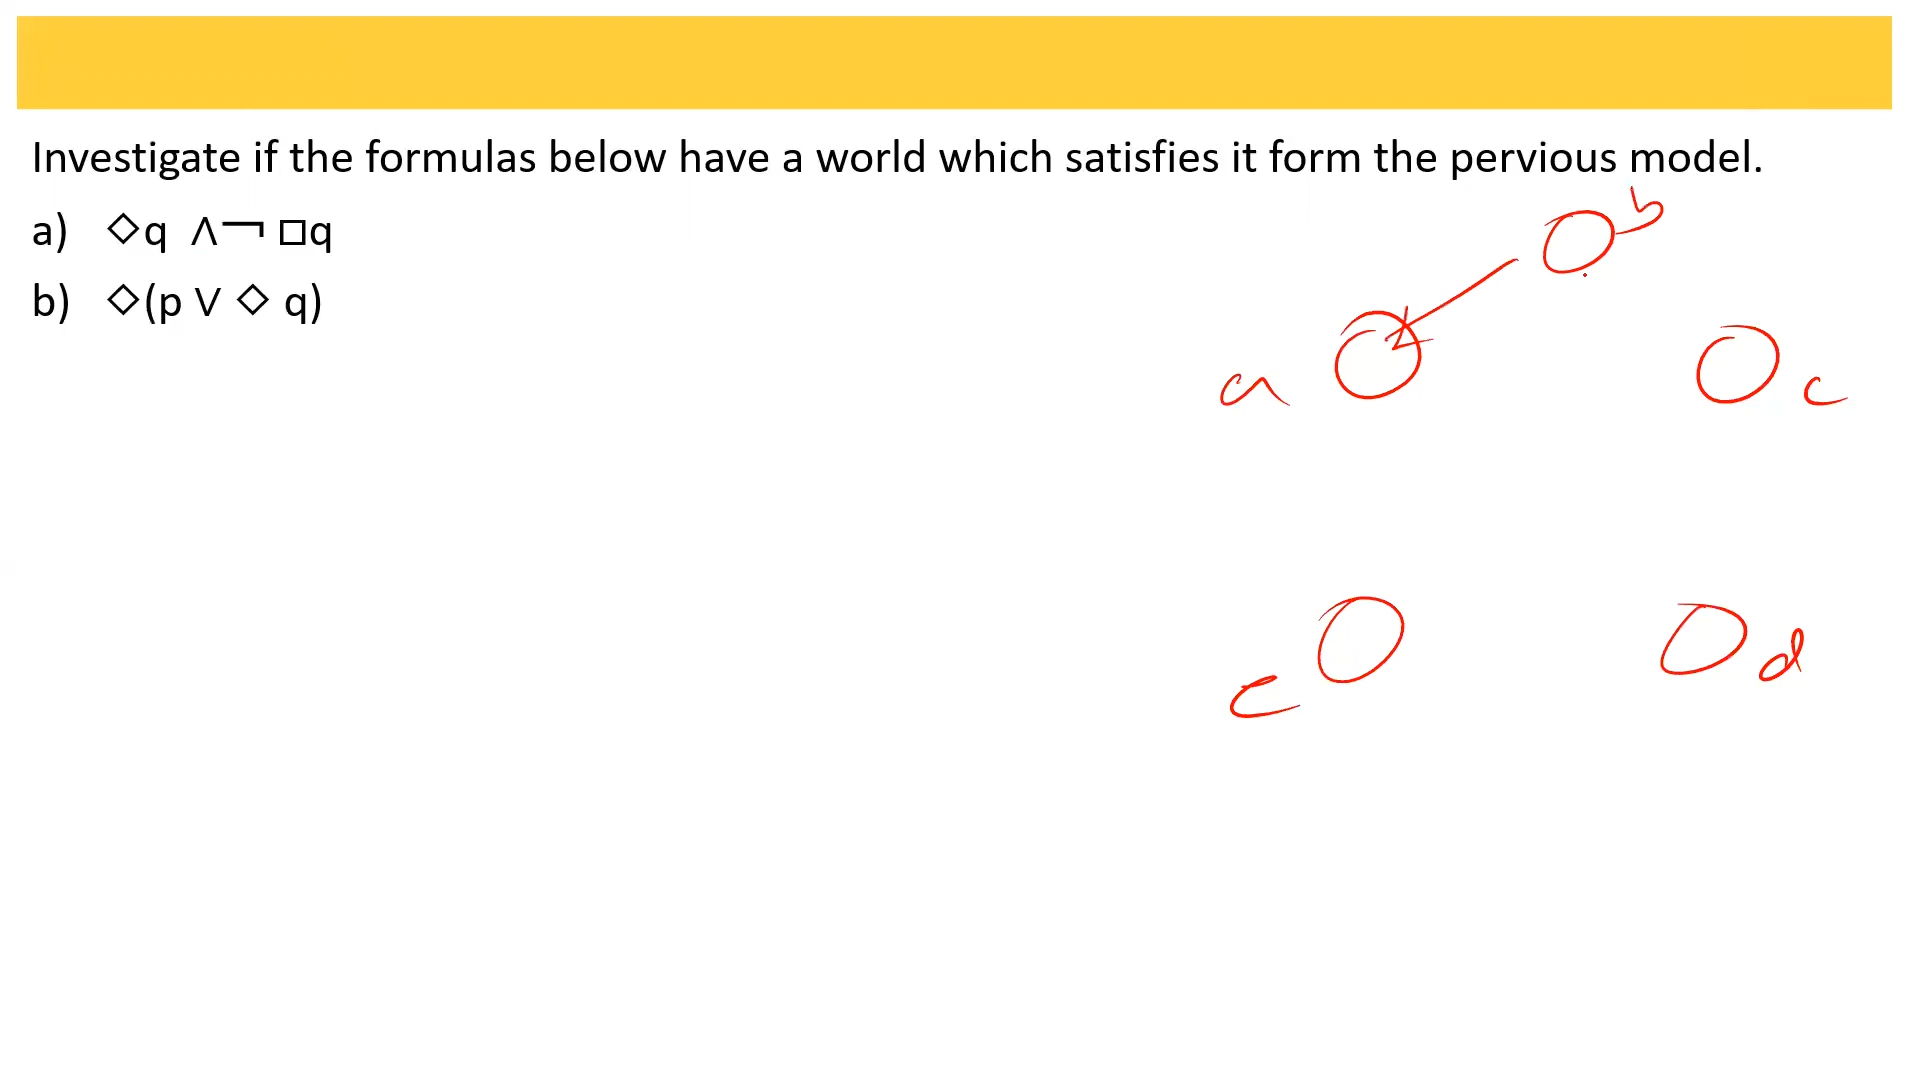 Investigate if the formulas below have a world which satisfies it form the pervious model.
a) ◇q ∧¬ □q
b) ◇(p ∨ ◇ q)
b
a
c
e
d